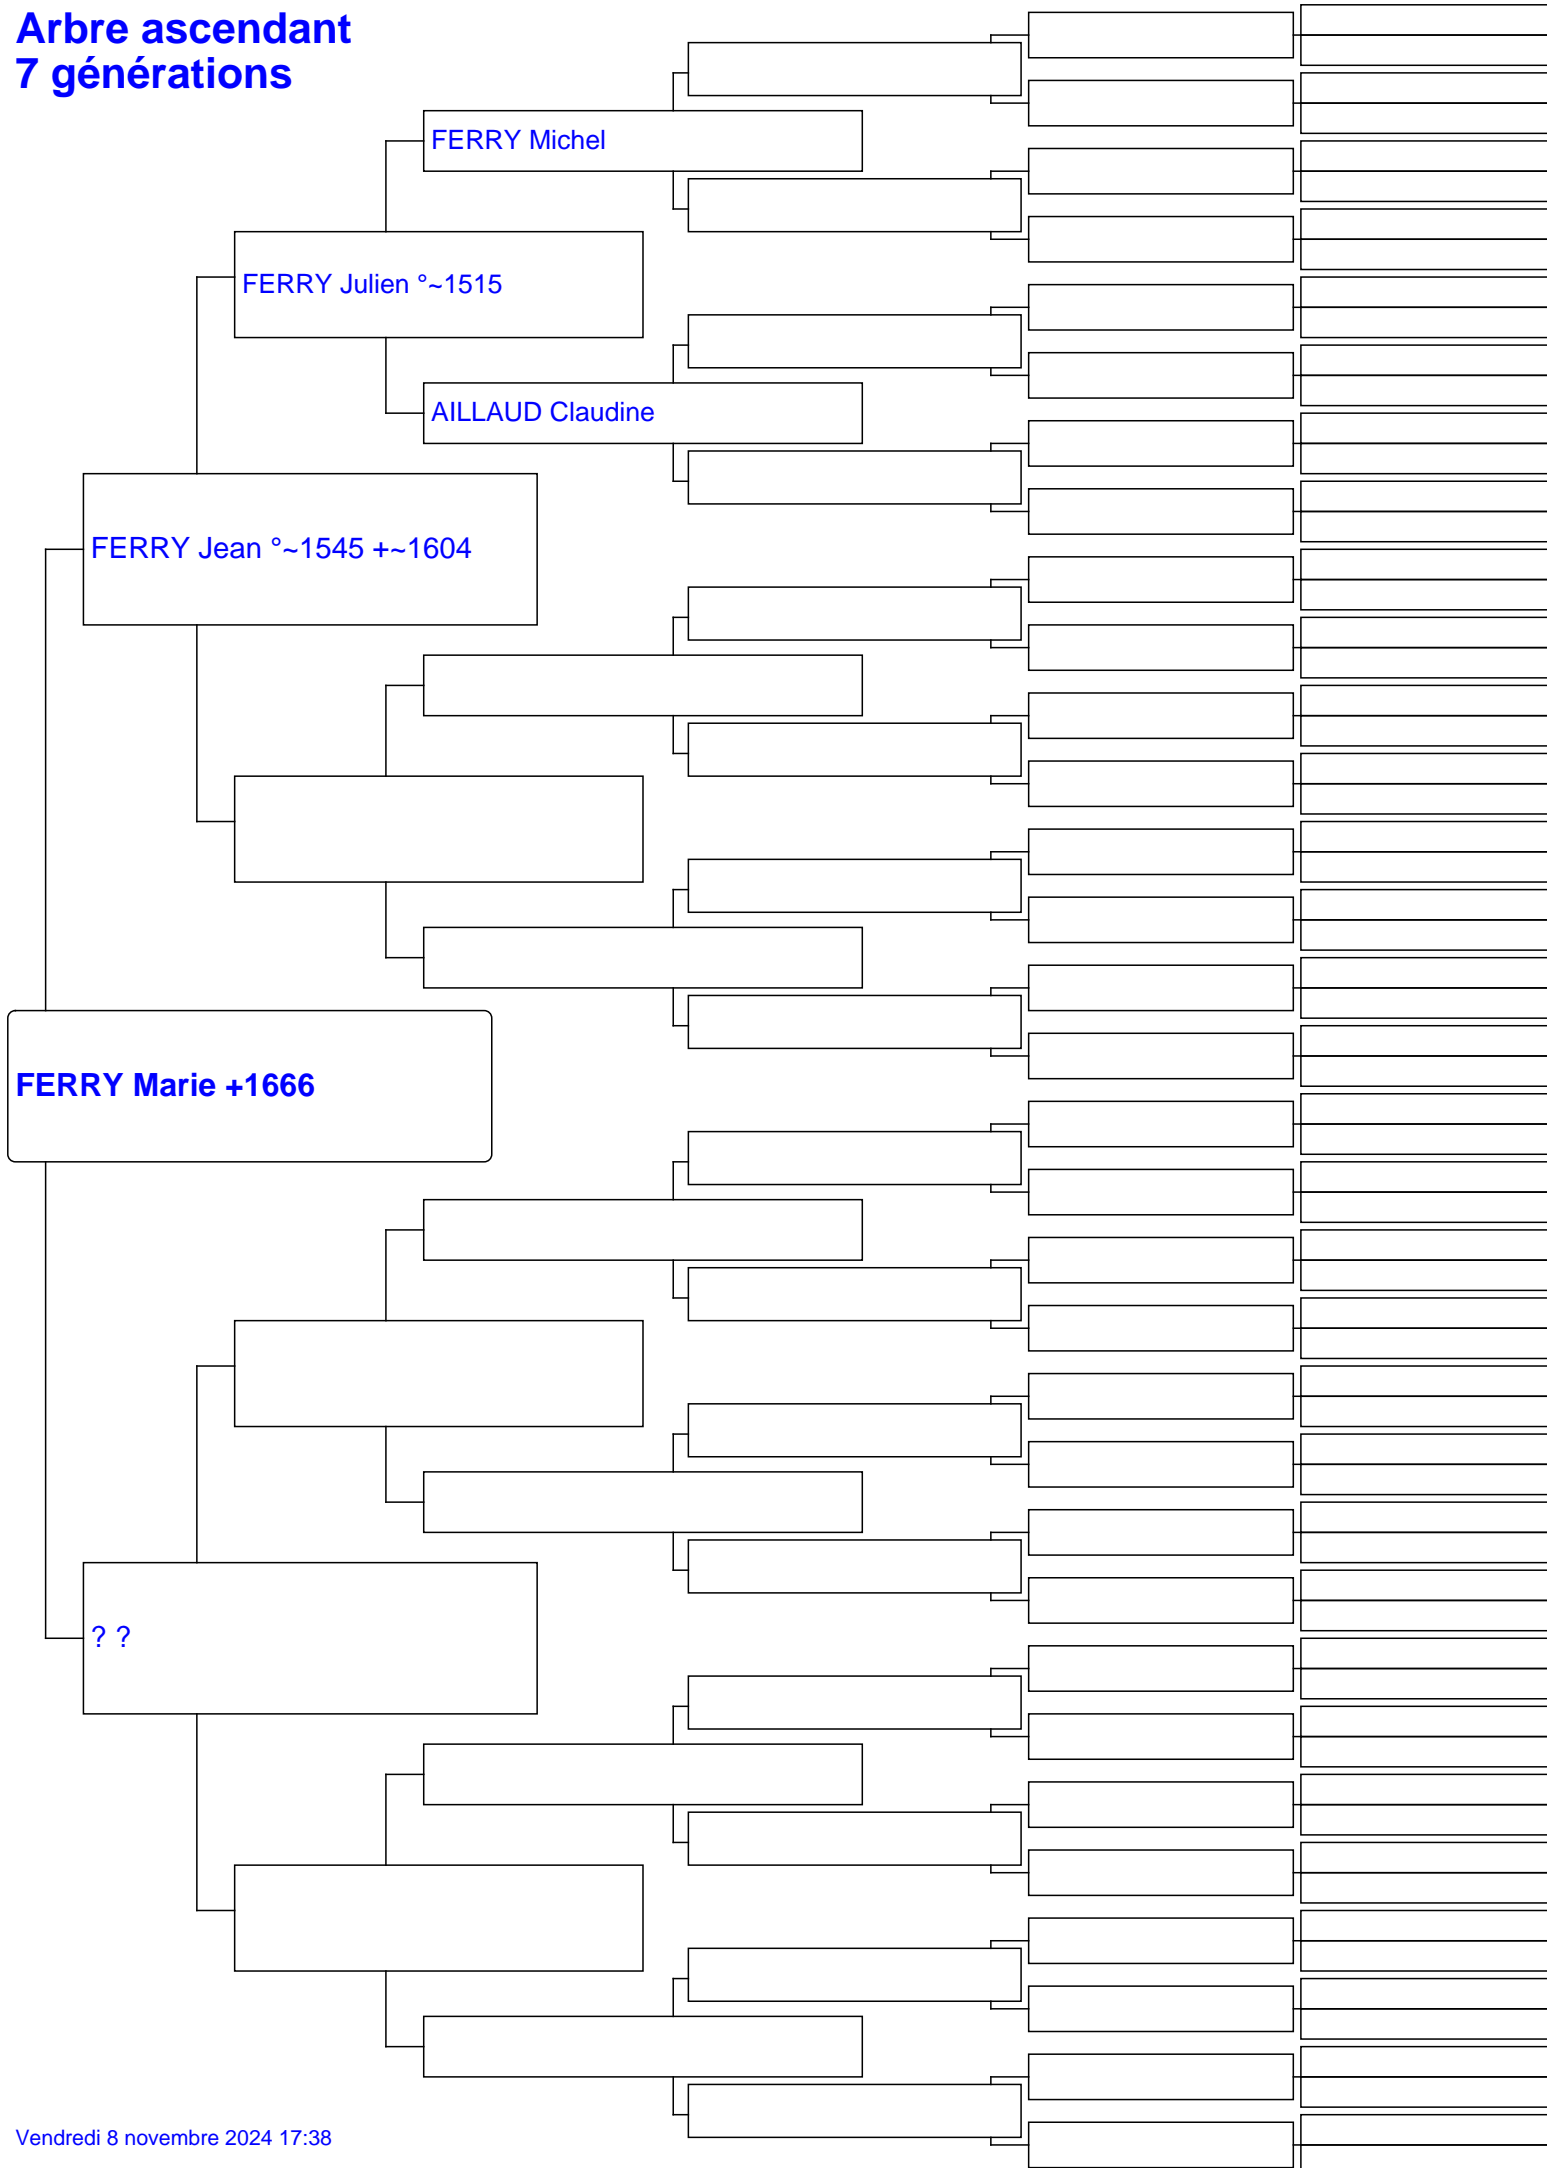 Arbre ascendant
7 générations
FERRY Michel
FERRY Julien °~1515
AILLAUD Claudine
FERRY Jean °~1545 +~1604
FERRY Marie +1666
? ?
Vendredi 8 novembre 2024 17:38